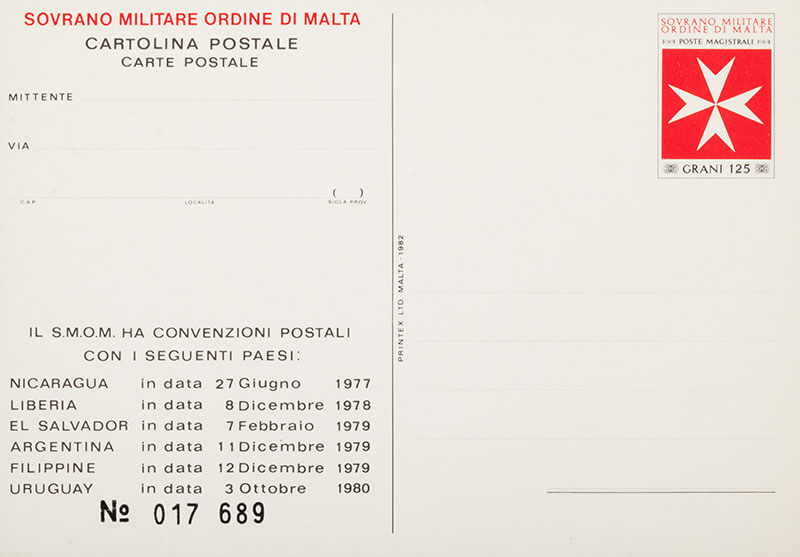 SOVRANO MILITARE ORDINE DI MALTA
CARTOLINA POSTALE
CARTE POSTALE
MITTENTE
VIA
( )
C.A.P. LOCALITÀ SIGLA PROV.
IL S.M.O.M. HA CONVENZIONI POSTALI
CON I SEGUENTI PAESI:
NICARAGUA in data 27 Giugno 1977
LIBERIA in data 8 Dicembre 1978
EL SALVADOR in data 7 Febbraio 1979
ARGENTINA in data 11 Dicembre 1979
FILIPPINE in data 12 Dicembre 1979
URUGUAY in data 3 Ottobre 1980
Nº 017 689
PRINTEX LTD. MALTA - 1982
SOVRANO MILITARE
ORDINE DI MALTA
POSTE MAGISTRALI
GRANI 125